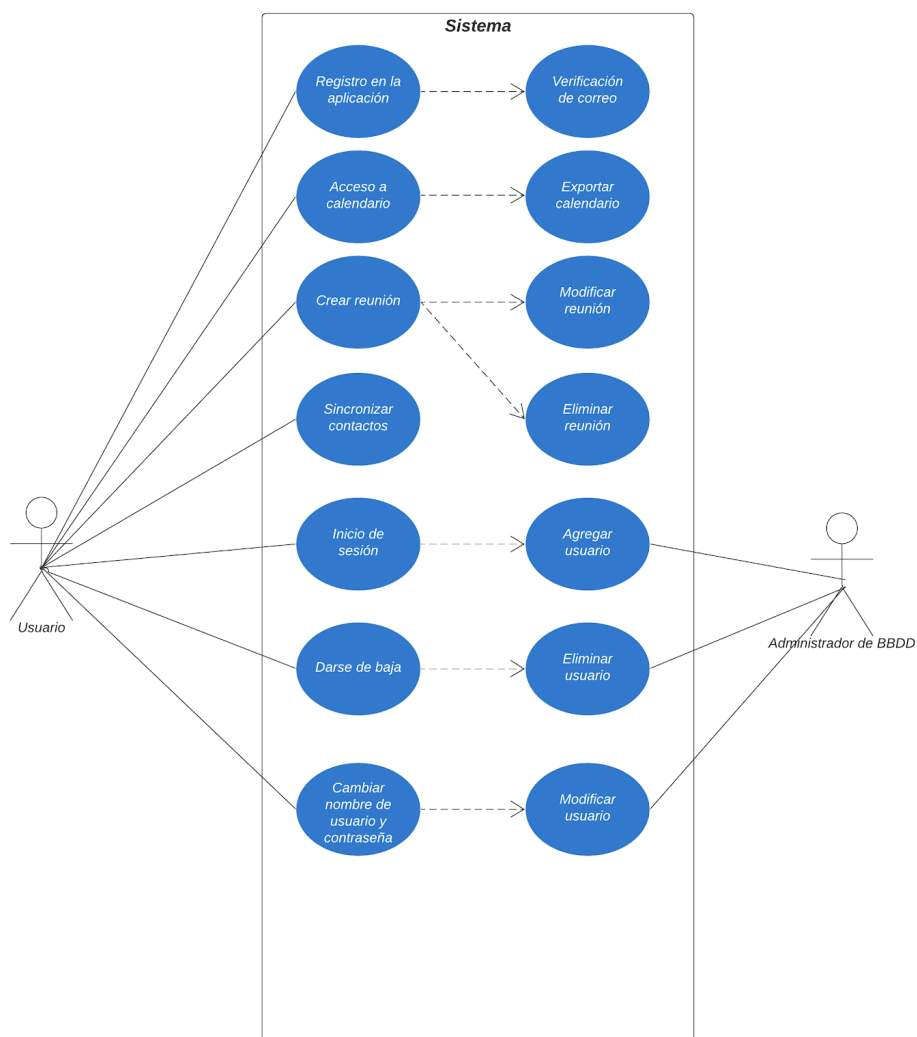 Sistema
Registro en la
aplicación
Verificación
de correo
Acceso a
calendario
Exportar
calendario
Crear reunión
Modificar
reunión
Sincronizar
contactos
Eliminar
reunión
Inicio de
sesión
Agregar
usuario
Usuario
Administrador de BBDD
Darse de baja
Eliminar
usuario
Cambiar
nombre de
usuario y
contraseña
Modificar
usuario